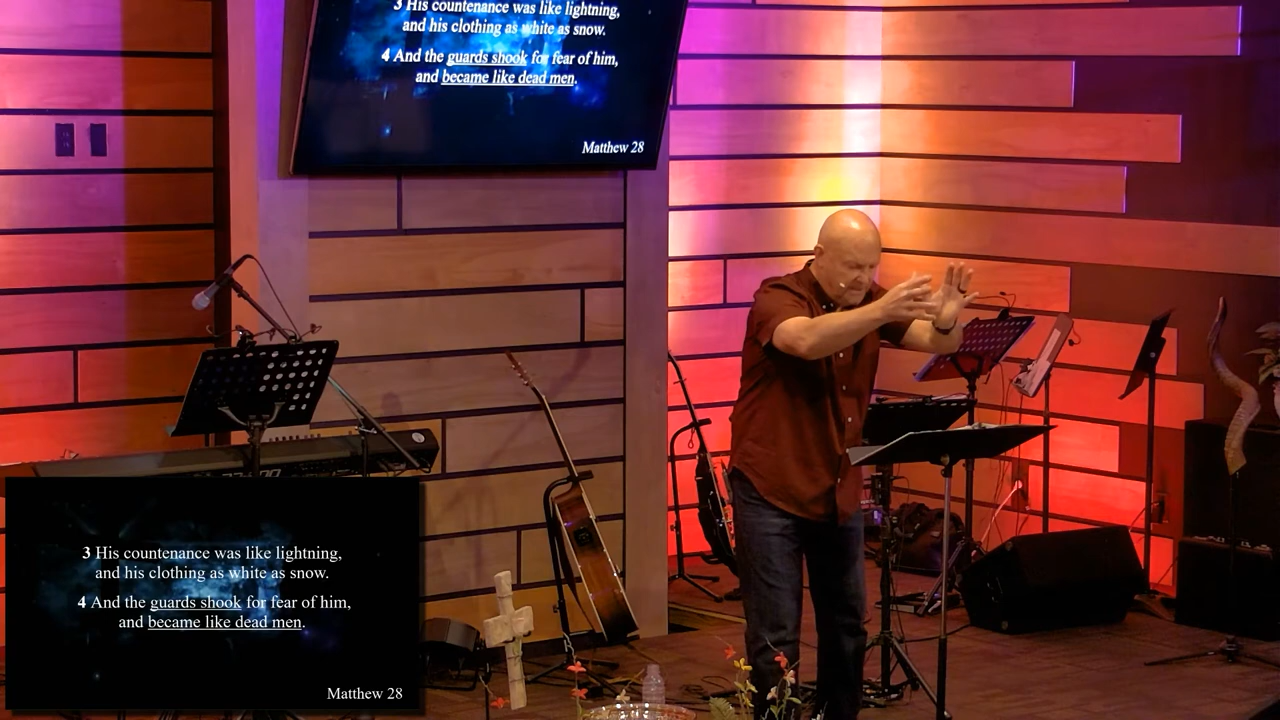 3 His countenance was like lightning,
and his clothing as white as snow.
4 And the guards shook for fear of him,
and became like dead men.
Matthew 28
3 His countenance was like lightning,
and his clothing as white as snow.
4 And the guards shook for fear of him,
and became like dead men.
Matthew 28